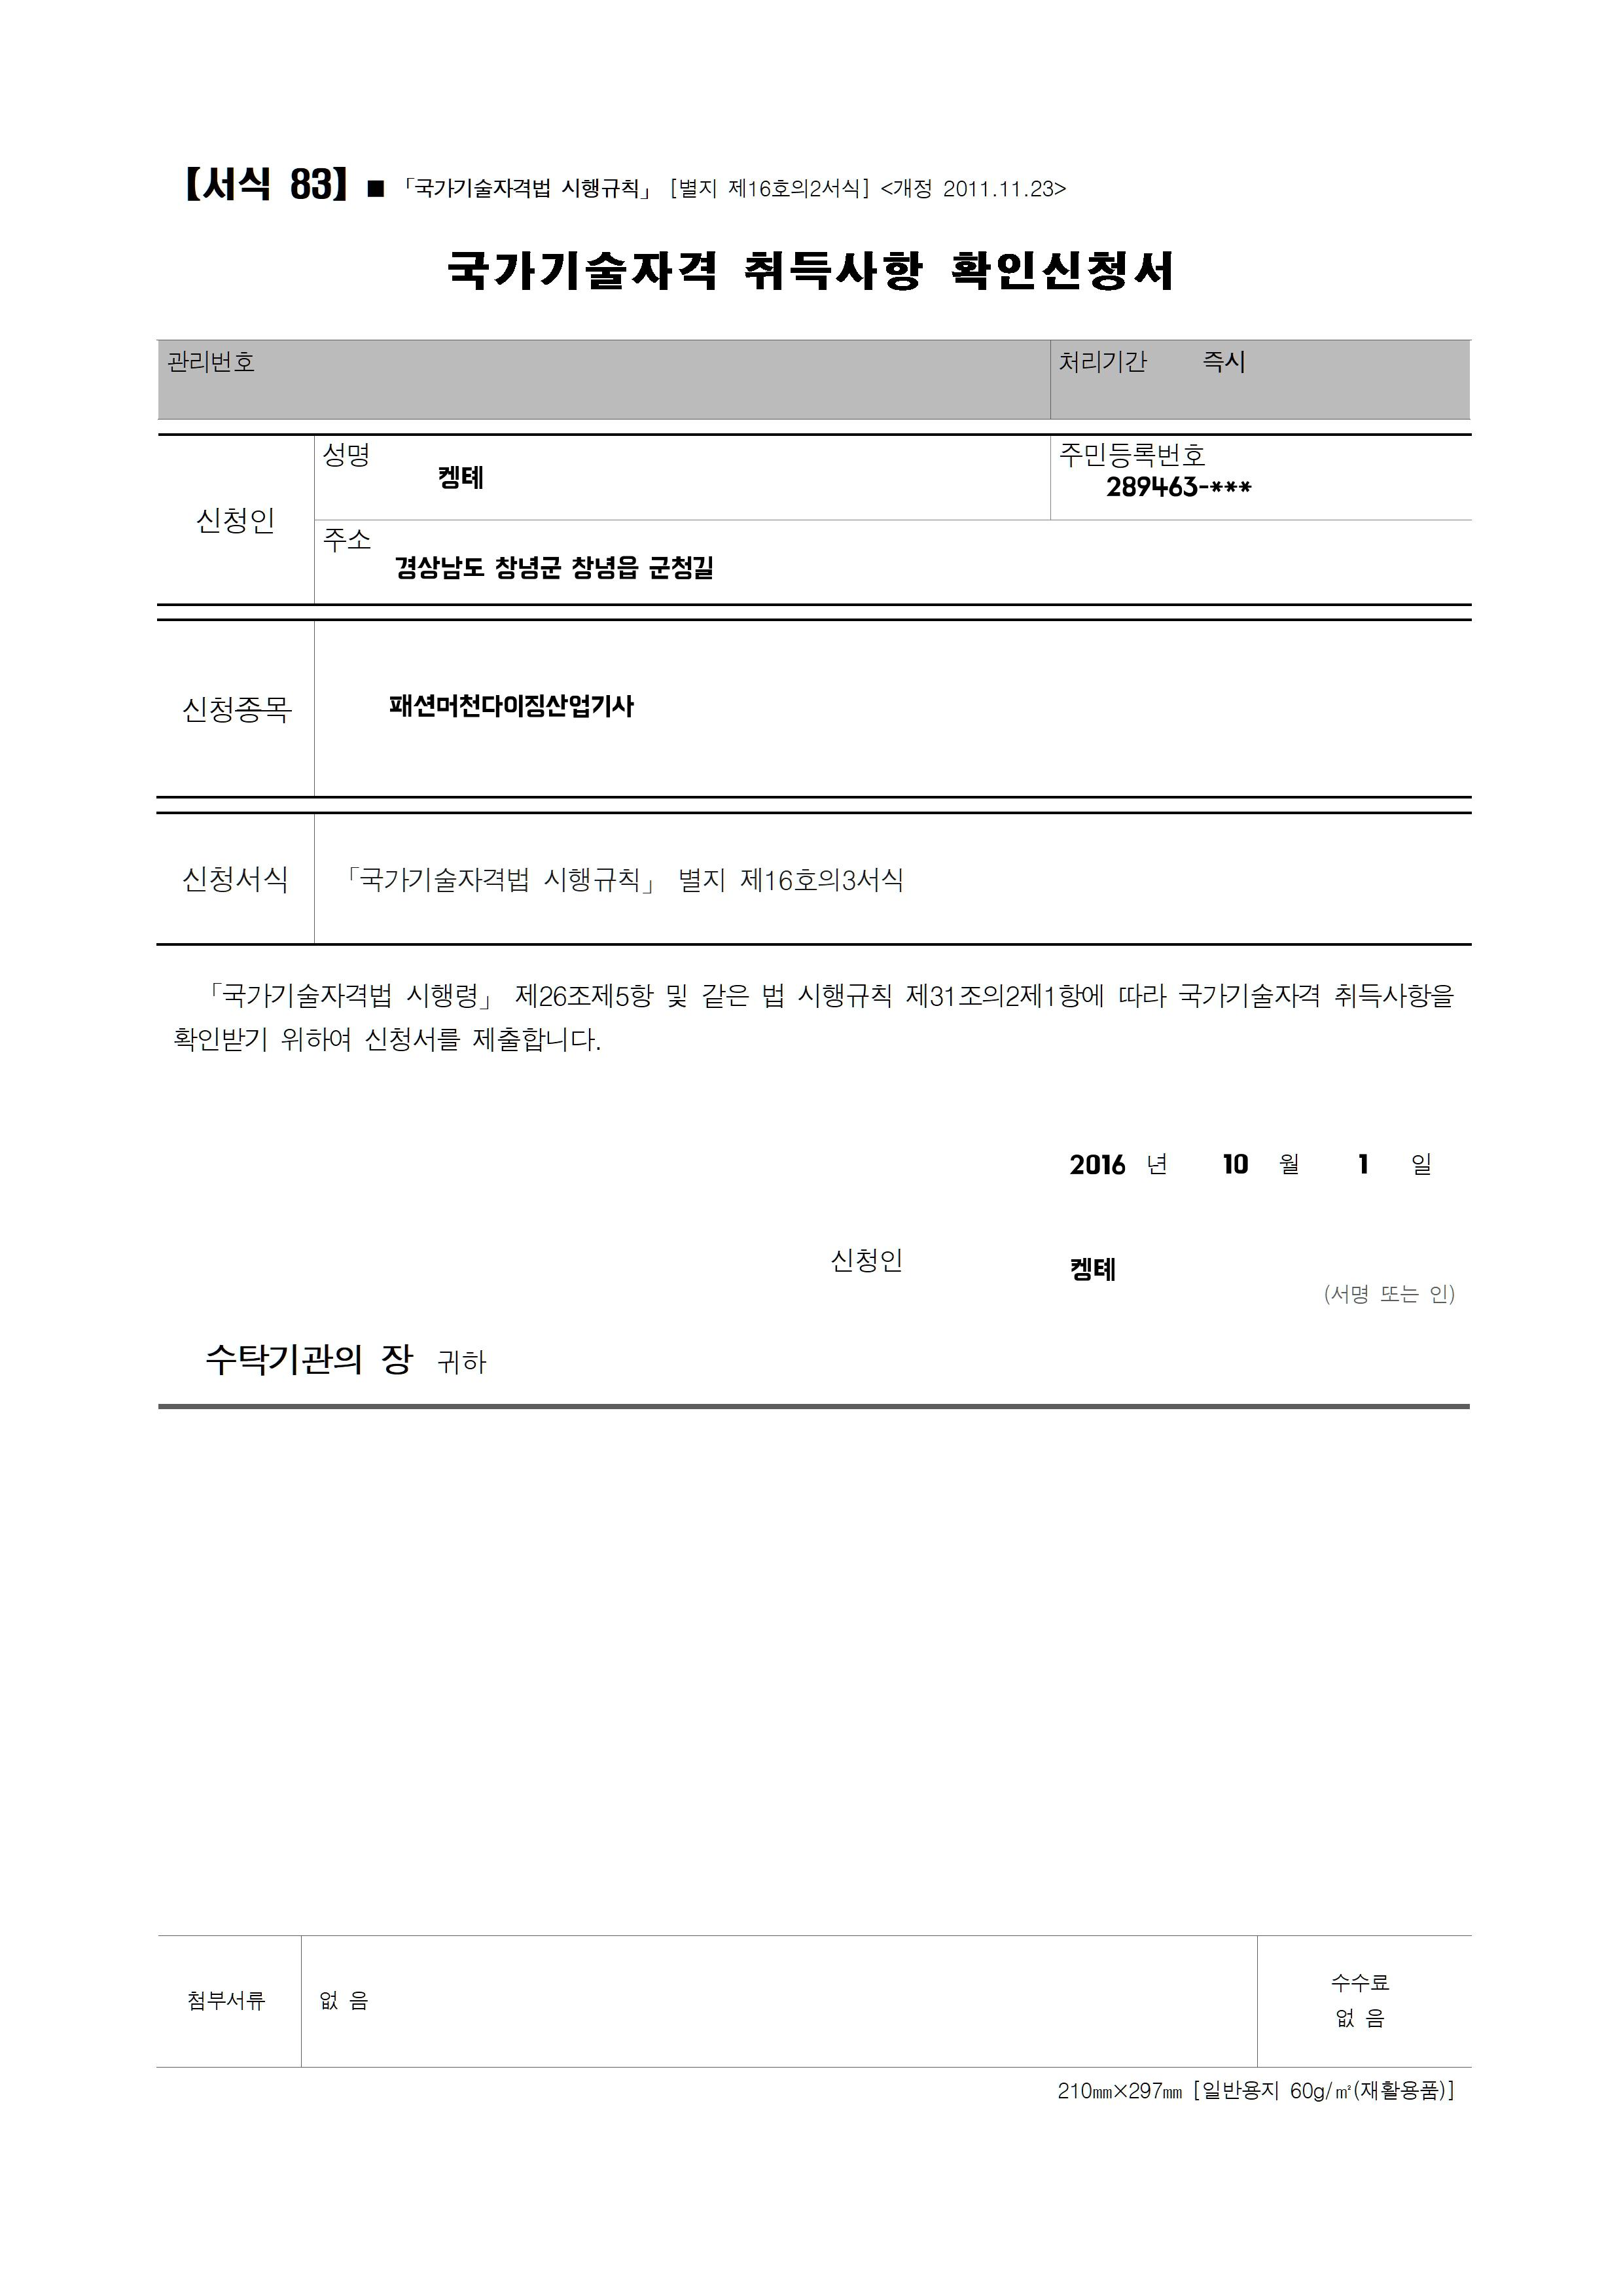 【서식 83】 ■ 「국가기술자격법 시행규칙」 [별지 제16호의2서식] <개정 2011.11.23>
국가기술자격 취득사항 확인신청서
관리번호
처리기간 즉시
신청인
성명
켕톄
주민등록번호
289463-***
주소
경상남도 창녕군 창녕읍 군청길
신청종목
패션머천다이징산업기사
신청서식
「국가기술자격법 시행규칙」 별지 제16호의3서식
「국가기술자격법 시행령」 제26조제5항 및 같은 법 시행규칙 제31조의2제1항에 따라 국가기술자격 취득사항을
확인받기 위하여 신청서를 제출합니다.
2016 년 10 월 1 일
신청인 켕톄
(서명 또는 인)
수탁기관의 장 귀하
첨부서류
없 음
수수료
없 음
210㎜×297㎜ [일반용지 60g/㎡(재활용품)]